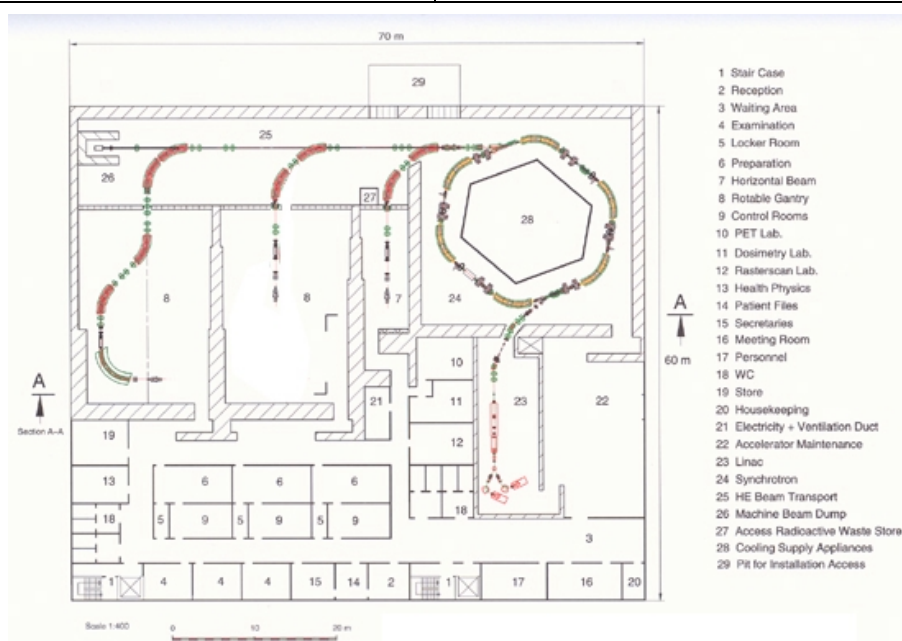 70 m
29
25
26
27
28
8
8
7
24
A
A
60 m
Section A–A
10
11
12
21
23
22
19
13
18
6
6
6
5
9
5
9
5
9
18
3
1
4
4
4
15
14
2
1
17
16
20
Scale 1:400
0 10 20 m
1 Stair Case
2 Reception
3 Waiting Area
4 Examination
5 Locker Room
6 Preparation
7 Horizontal Beam
8 Rotable Gantry
9 Control Rooms
10 PET Lab.
11 Dosimetry Lab.
12 Rasterscan Lab.
13 Health Physics
14 Patient Files
15 Secretaries
16 Meeting Room
17 Personnel
18 WC
19 Store
20 Housekeeping
21 Electricity + Ventilation Duct
22 Accelerator Maintenance
23 Linac
24 Synchrotron
25 HE Beam Transport
26 Machine Beam Dump
27 Access Radioactive Waste Store
28 Cooling Supply Appliances
29 Pit for Installation Access